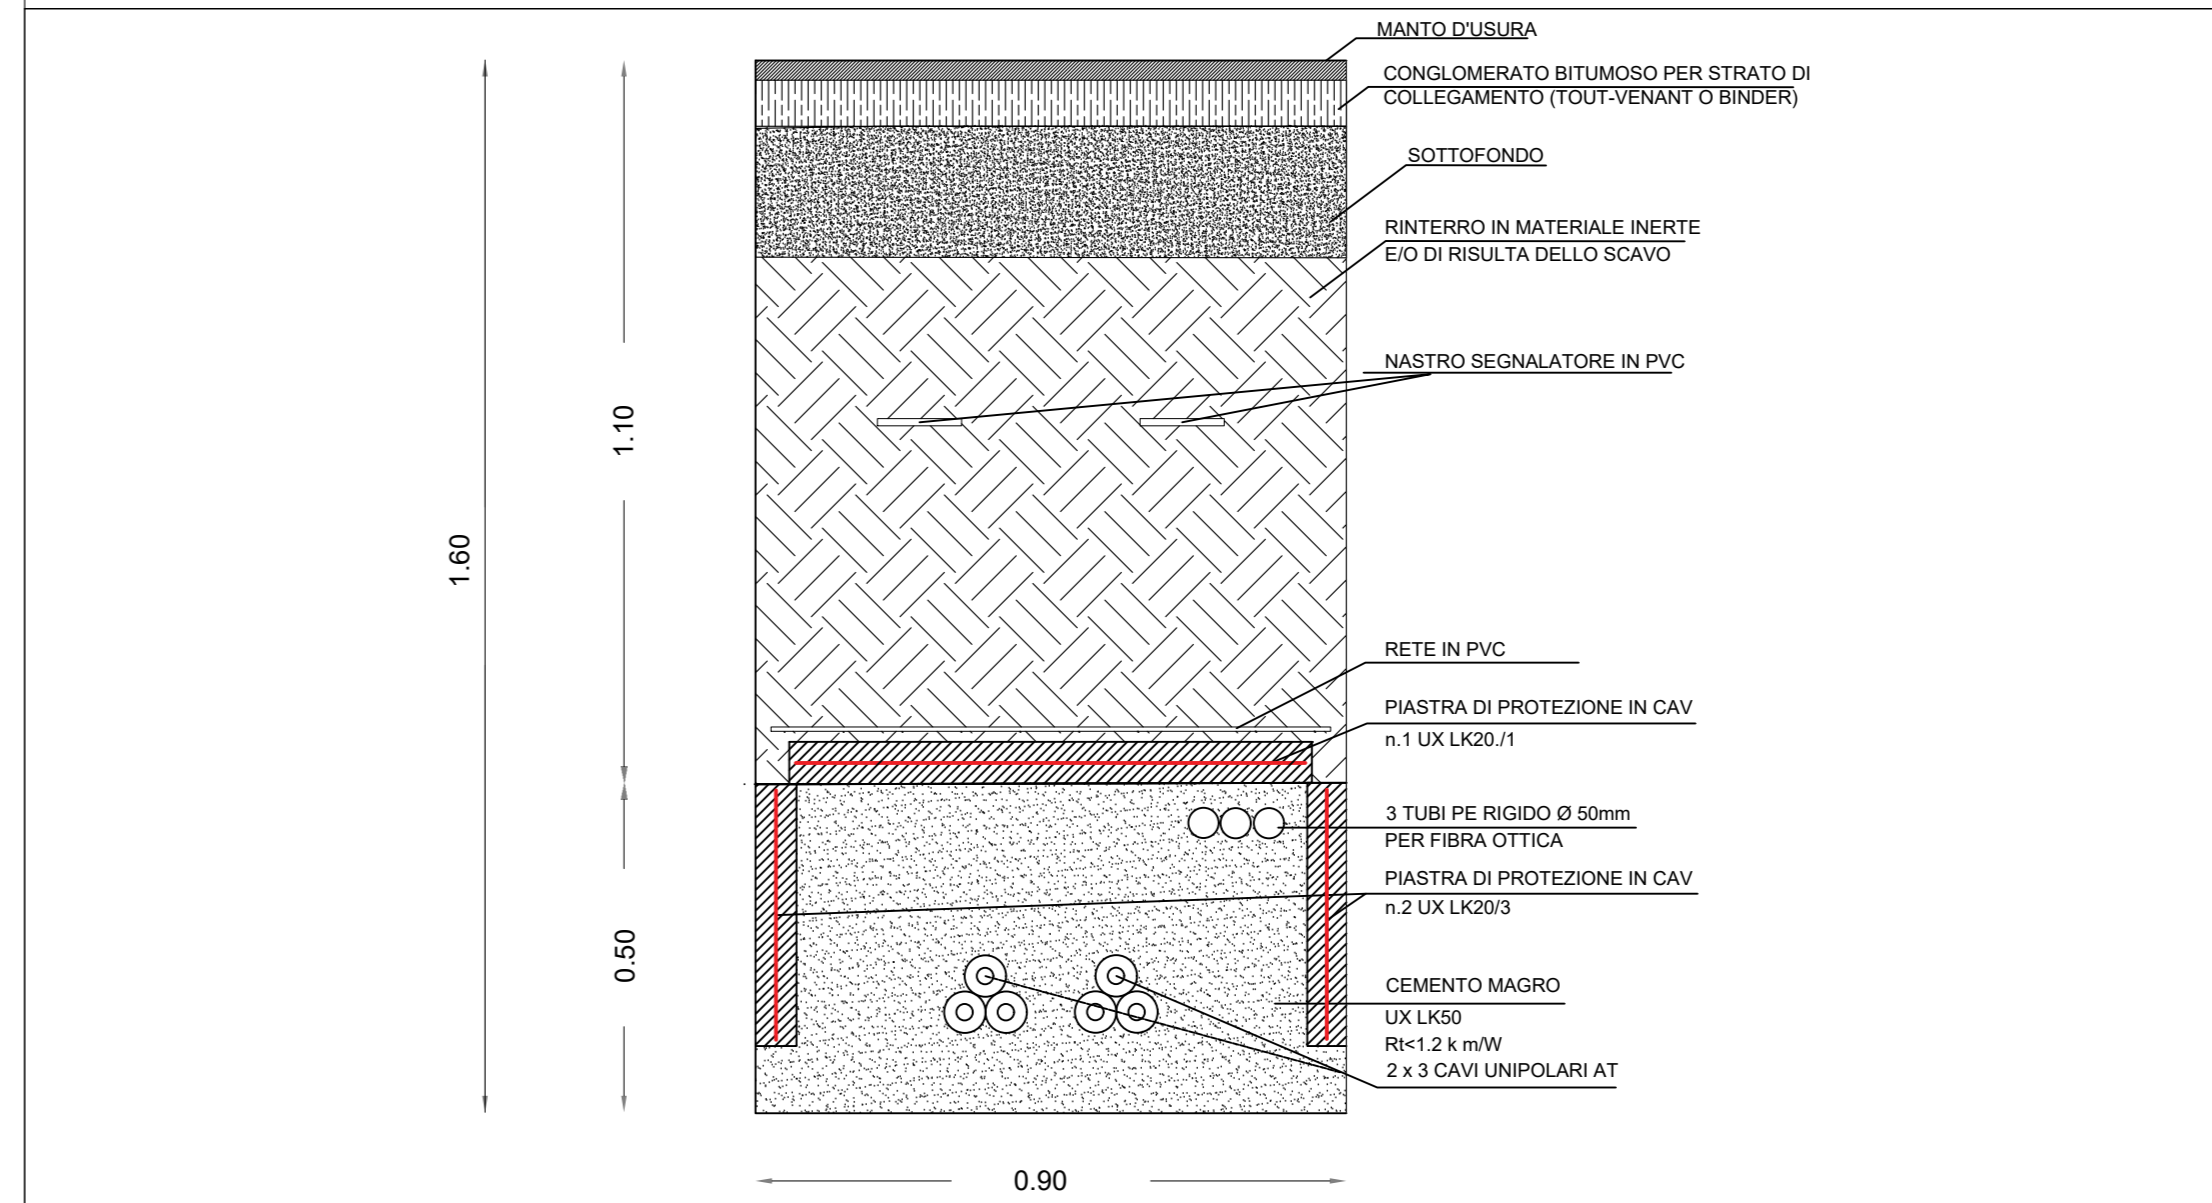 MANTO D'USURA
CONGLOMERATO BITUMOSO PER STRATO DI
COLLEGAMENTO (TOUT-VENANT O BINDER)
SOTTOFONDO
RINTERRO IN MATERIALE INERTE
E/O DI RISULTA DELLO SCAVO
NASTRO SEGNALATORE IN PVC
1.10
1.60
RETE IN PVC
PIASTRA DI PROTEZIONE IN CAV
n.1 UX LK20./1
3 TUBI PE RIGIDO Ø 50mm
PER FIBRA OTTICA
PIASTRA DI PROTEZIONE IN CAV
n.2 UX LK20/3
0.50
CEMENTO MAGRO
UX LK50
Rt<1.2 k m/W
2 x 3 CAVI UNIPOLARI AT
0.90